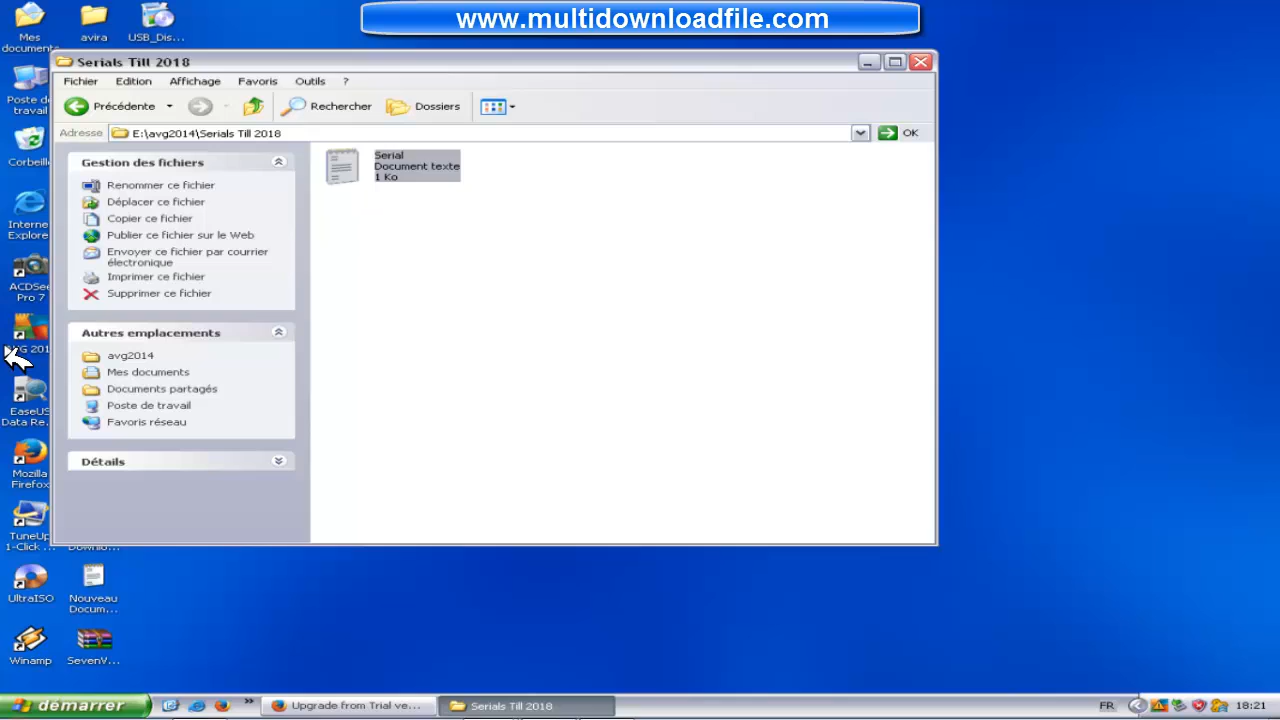 www.multidownloadfile.com
Mes
documents
avira
USB_Dis...
Serials Till 2018
Fichier Edition Affichage Favoris Outils ?
Poste de
travail
Précédente Rechercher Dossiers
Adresse E:\avg2014\Serials Till 2018 OK
Corbeille
Gestion des fichiers
Renommer ce fichier
Déplacer ce fichier
Copier ce fichier
Publier ce fichier sur le Web
Envoyer ce fichier par courrier
électronique
Imprimer ce fichier
Supprimer ce fichier
Serial
Document texte
1 Ko
Interne
Explore
ACDSee
Pro 7
Autres emplacements
avg2014
Mes documents
Documents partagés
Poste de travail
Favoris réseau
Détails
EaseUS
Data Re...
Mozilla
Firefox
TuneUp
1-Click ...
Downlo...
UltraISO
Nouveau
Docum...
Winamp
SevenV...
démarrer
Upgrade from Trial ve...
Serials Till 2018
FR
18:21